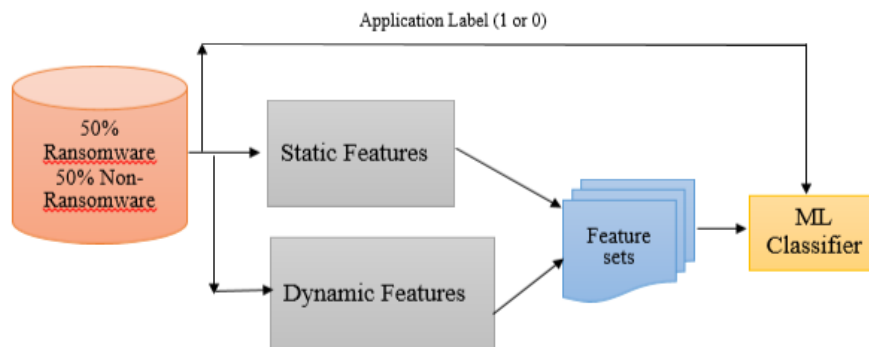 Application Label (1 or 0)
50%
Ransomware
50% Non-
Ransomware
Static Features
Dynamic Features
Feature
sets
ML
Classifier